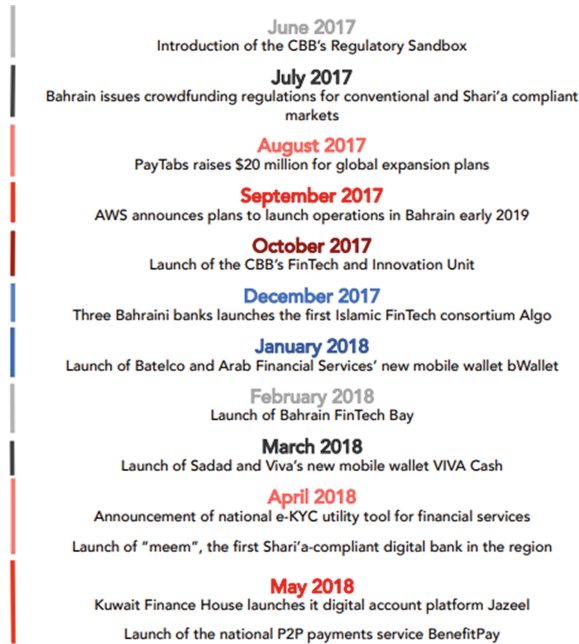 June 2017
Introduction of the CBB's Regulatory Sandbox
July 2017
Bahrain issues crowdfunding regulations for conventional and Shari'a compliant
markets
August 2017
PayTabs raises $20 million for global expansion plans
September 2017
AWS announces plans to launch operations in Bahrain early 2019
October 2017
Launch of the CBB's FinTech and Innovation Unit
December 2017
Three Bahraini banks launches the first Islamic FinTech consortium Algo
January 2018
Launch of Batelco and Arab Financial Services' new mobile wallet bWallet
February 2018
Launch of Bahrain FinTech Bay
March 2018
Launch of Sadad and Viva's new mobile wallet VIVA Cash
April 2018
Announcement of national e-KYC utility tool for financial services
Launch of "meem", the first Shari'a-compliant digital bank in the region
May 2018
Kuwait Finance House launches it digital account platform Jazeel
Launch of the national P2P payments service BenefitPay